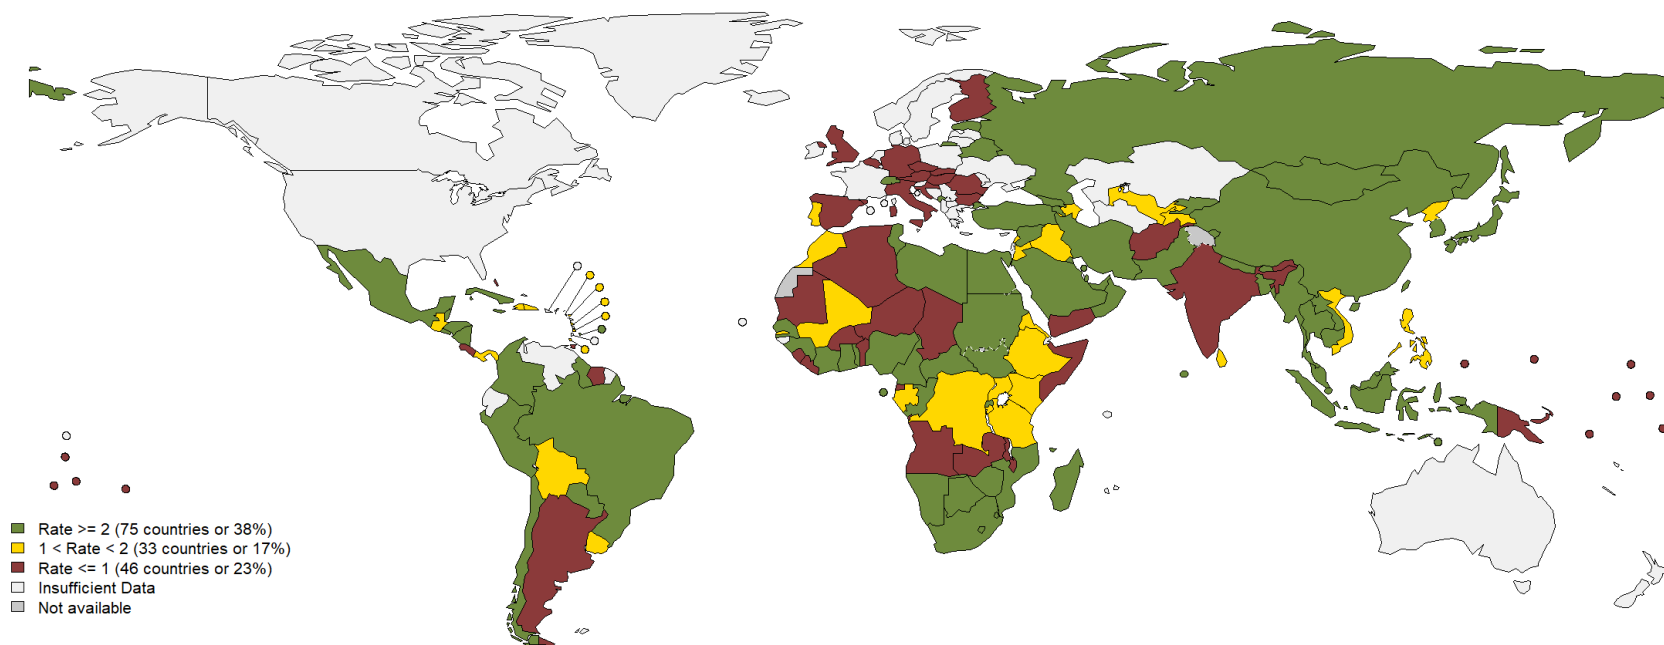 Rate >= 2 (75 countries or 38%)
1 < Rate < 2 (33 countries or 17%)
Rate <= 1 (46 countries or 23%)
Insufficient Data
Not available